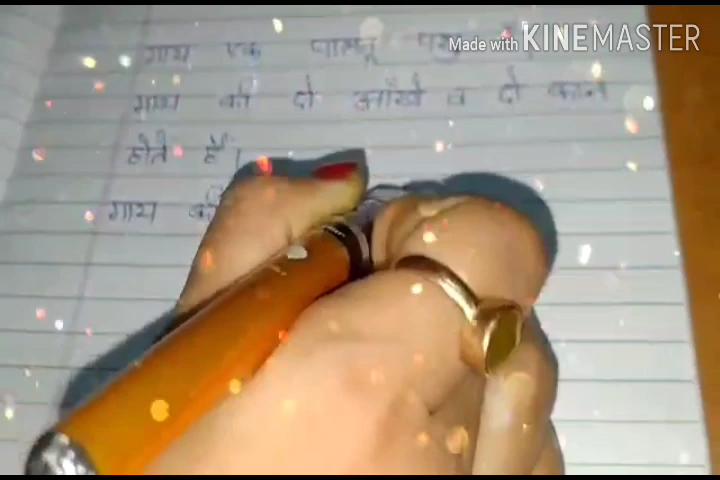 Made with KINEMASTER
गाय एक पालतू पशु
गाय की दो आँखे व दो कान
होते हैं।
गाय की